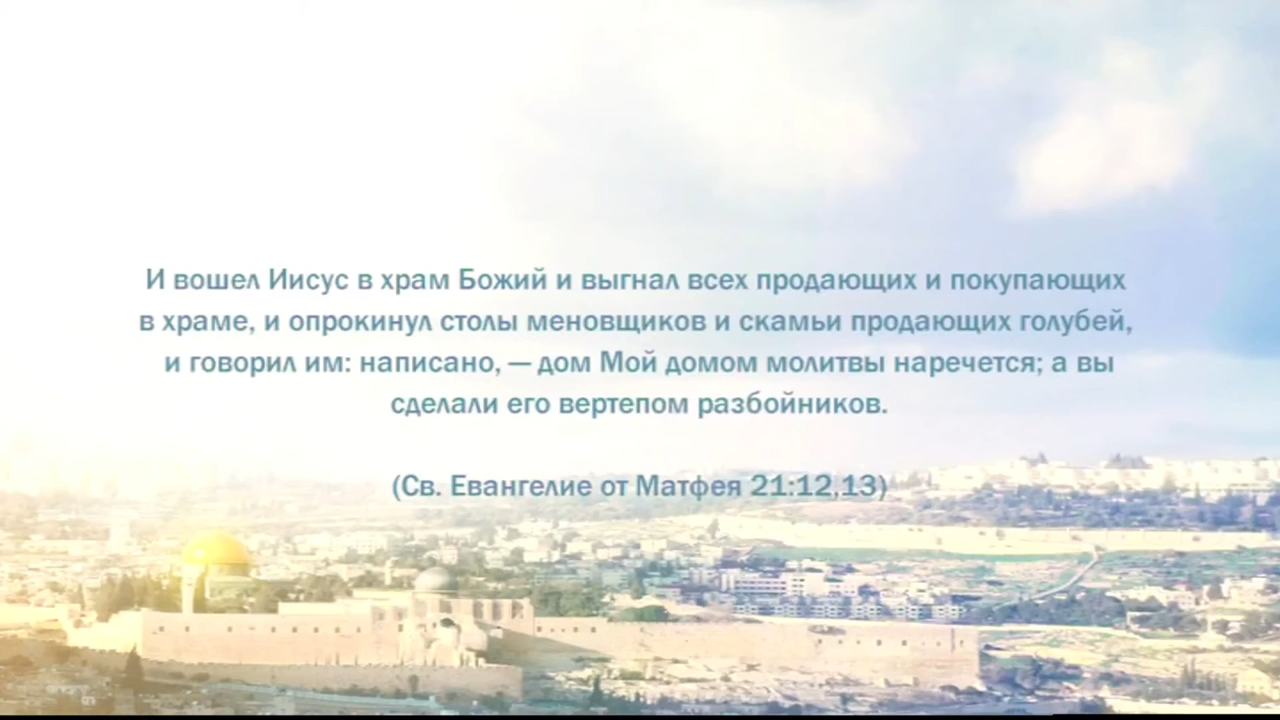 И вошел Иисус в храм Божий и выгнал всех продающих и покупающих
в храме, и опрокинул столы меновщиков и скамьи продающих голубей,
и говорил им: написано, — дом Мой домом молитвы наречется; а вы
сделали его вертепом разбойников.
(Св. Евангелие от Матфея 21:12,13)